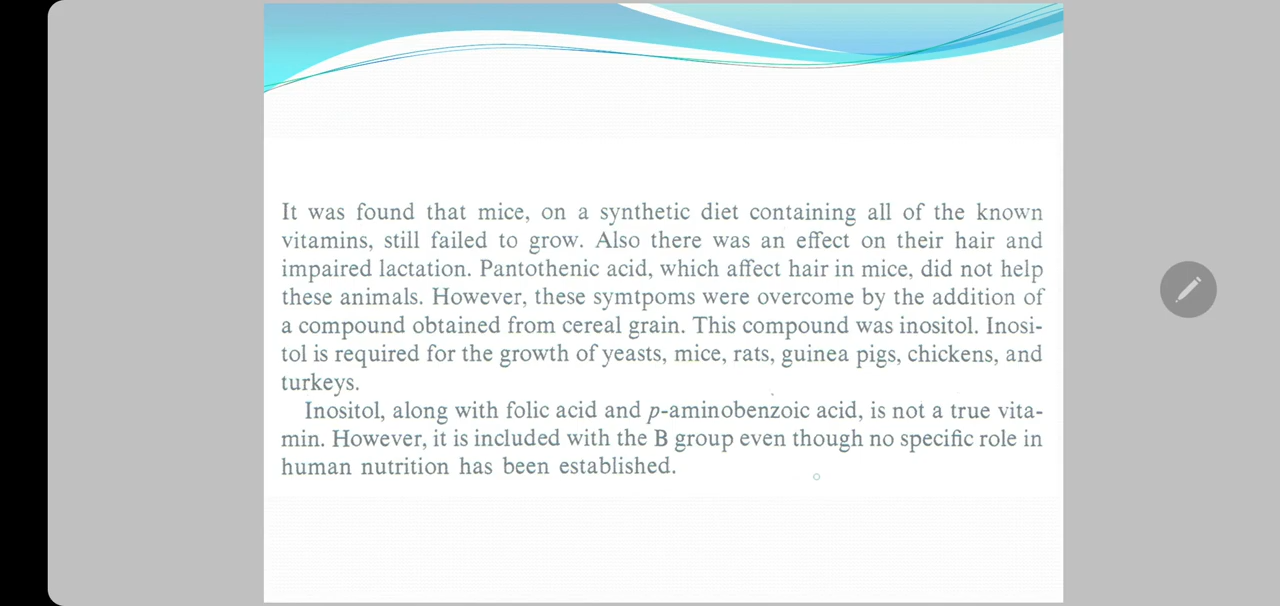 It was found that mice, on a synthetic diet containing all of the known
vitamins, still failed to grow. Also there was an effect on their hair and
impaired lactation. Pantothenic acid, which affect hair in mice, did not help
these animals. However, these symtpoms were overcome by the addition of
a compound obtained from cereal grain. This compound was inositol. Inosi-
tol is required for the growth of yeasts, mice, rats, guinea pigs, chickens, and
turkeys.
Inositol, along with folic acid and p-aminobenzoic acid, is not a true vita-
min. However, it is included with the B group even though no specific role in
human nutrition has been established.